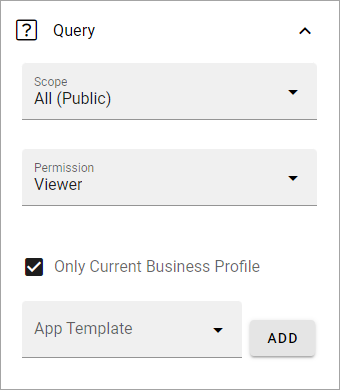 Query
Scope
All (Public)
Permission
Viewer
Only Current Business Profile
App Template
ADD